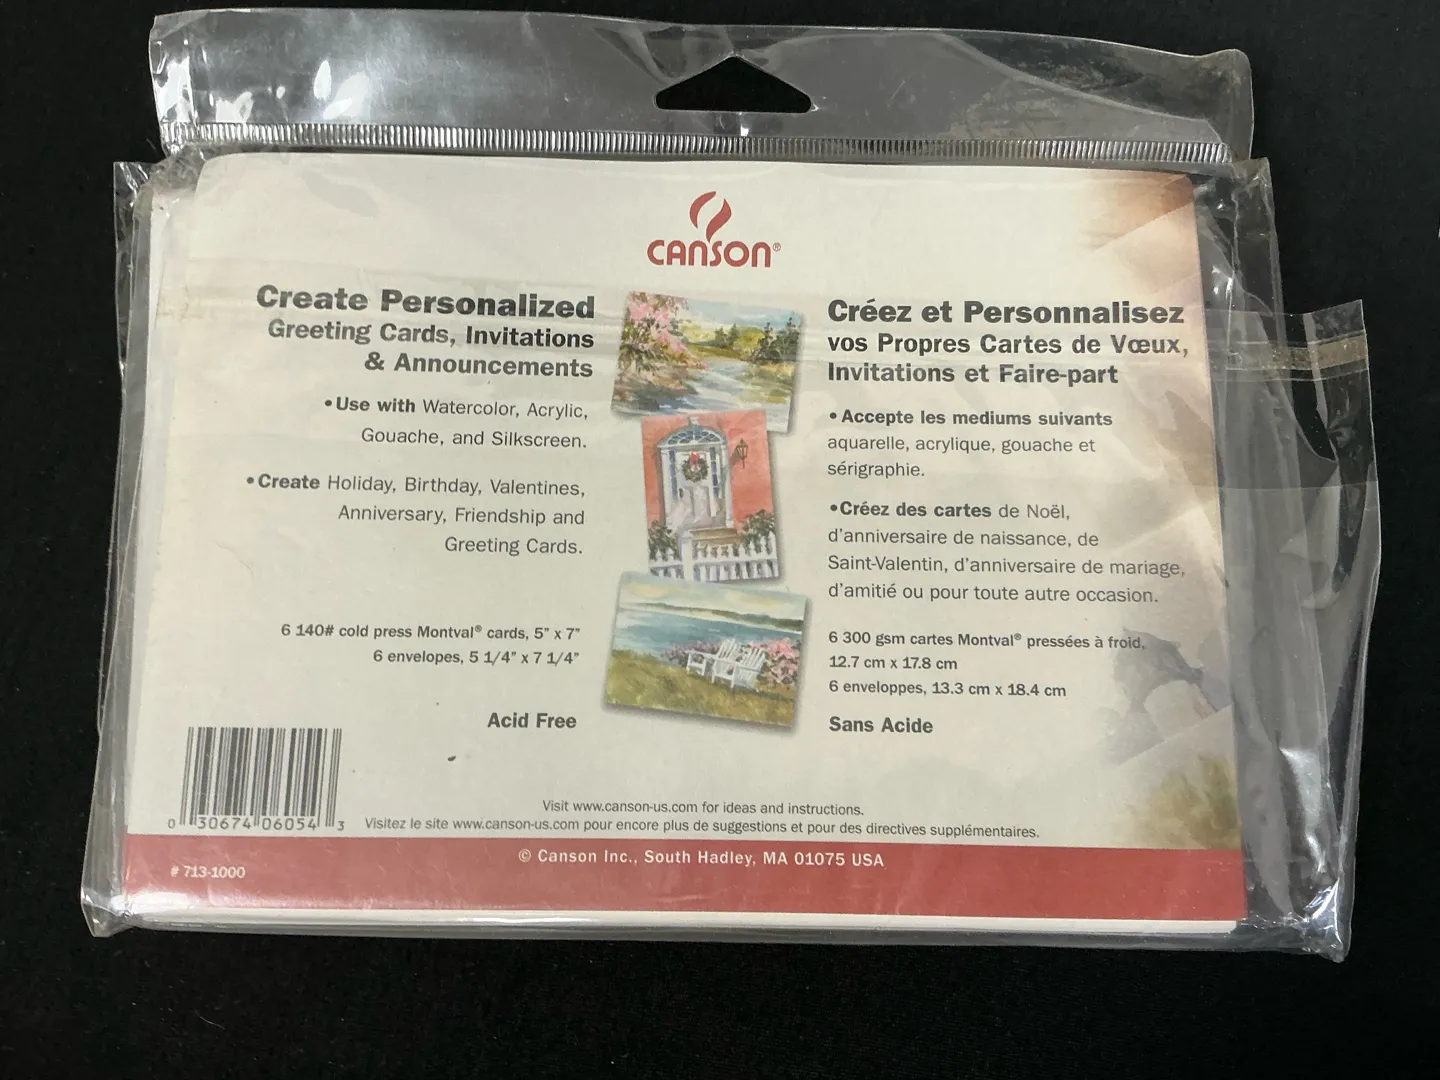 CANSON®
Create Personalized
Greeting Cards, Invitations
& Announcements
•Use with Watercolor, Acrylic,
Gouache, and Silkscreen.
•Create Holiday, Birthday, Valentines,
Anniversary, Friendship and
Greeting Cards.
6 140# cold press Montval® cards, 5" x 7"
6 envelopes, 5 1/4" x 7 1/4"
Acid Free
Créez et Personnalisez
vos Propres Cartes de Vœux,
Invitations et Faire-part
• Accepte les mediums suivants
aquarelle, acrylique, gouache et
sérigraphie.
•Créez des cartes de Noël,
d'anniversaire de naissance, de
Saint-Valentin, d'anniversaire de mariage,
d'amitié ou pour toute autre occasion.
6 300 gsm cartes Montval® pressées à froid,
12.7 cm x 17.8 cm
6 enveloppes, 13.3 cm x 18.4 cm
Sans Acide
0 30674 06054 3
Visit www.canson-us.com for ideas and instructions.
Visitez le site www.canson-us.com pour encore plus de suggestions et pour des directives supplémentaires.
© Canson Inc., South Hadley, MA 01075 USA
# 713-1000